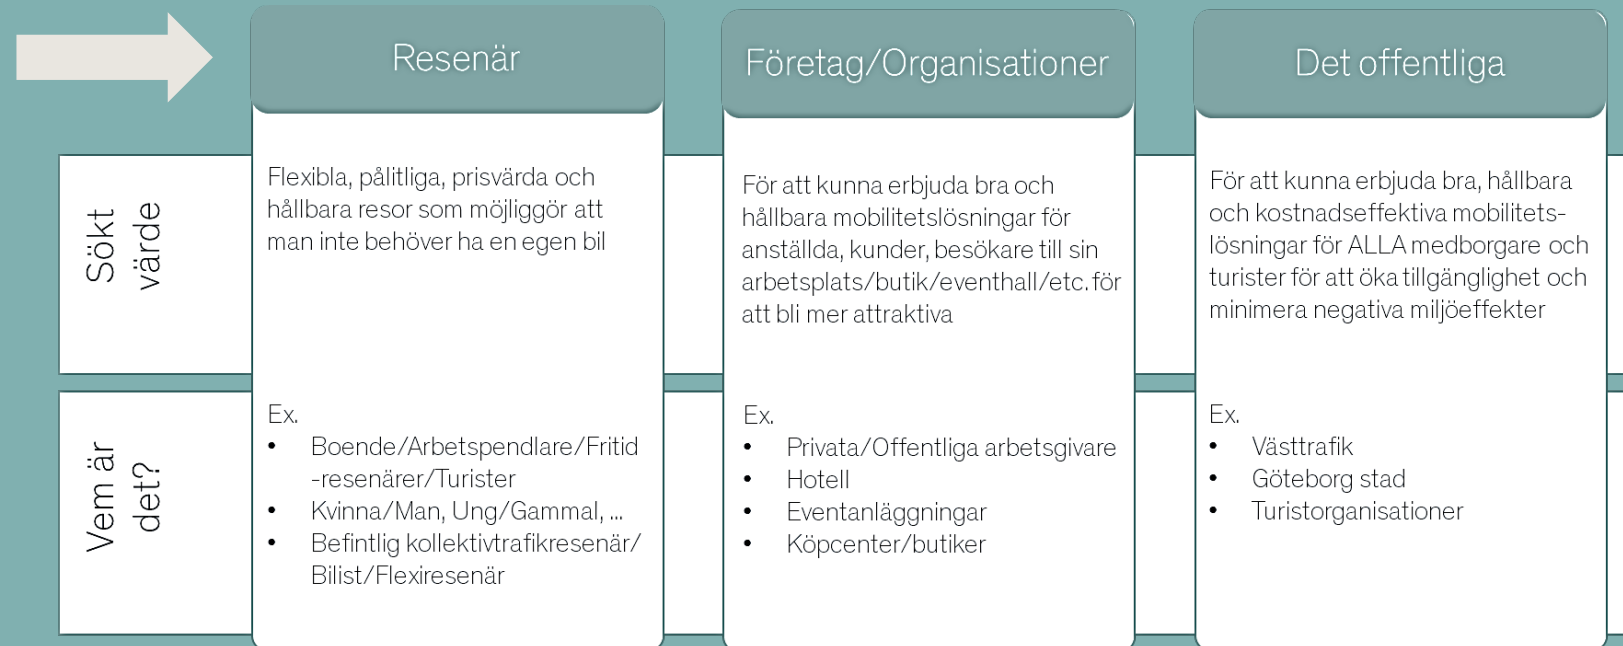 Resenär
Företag/Organisationer
Det offentliga
Sökt
värde
Flexibla, pålitliga, prisvärda och
hållbara resor som möjliggör att
man inte behöver ha en egen bil
För att kunna erbjuda bra och
hållbara mobilitetslösningar för
anställda, kunder, besökare till sin
arbetsplats/butik/eventhall/etc. för
att bli mer attraktiva
För att kunna erbjuda bra, hållbara
och kostnadseffektiva mobilitets-
lösningar för ALLA medborgare och
turister för att öka tillgänglighet och
minimera negativa miljöeffekter
Vem är
det?
Ex.
• Boende/Arbetspendlare/Fritid
-resenärer/Turister
• Kvinna/Man, Ung/Gammal, ...
• Befintlig kollektivtrafikresenär/
Bilist/Flexiresenär
Ex.
• Privata/Offentliga arbetsgivare
• Hotell
• Eventanläggningar
• Köpcenter/butiker
Ex.
• Västtrafik
• Göteborg stad
• Turistorganisationer